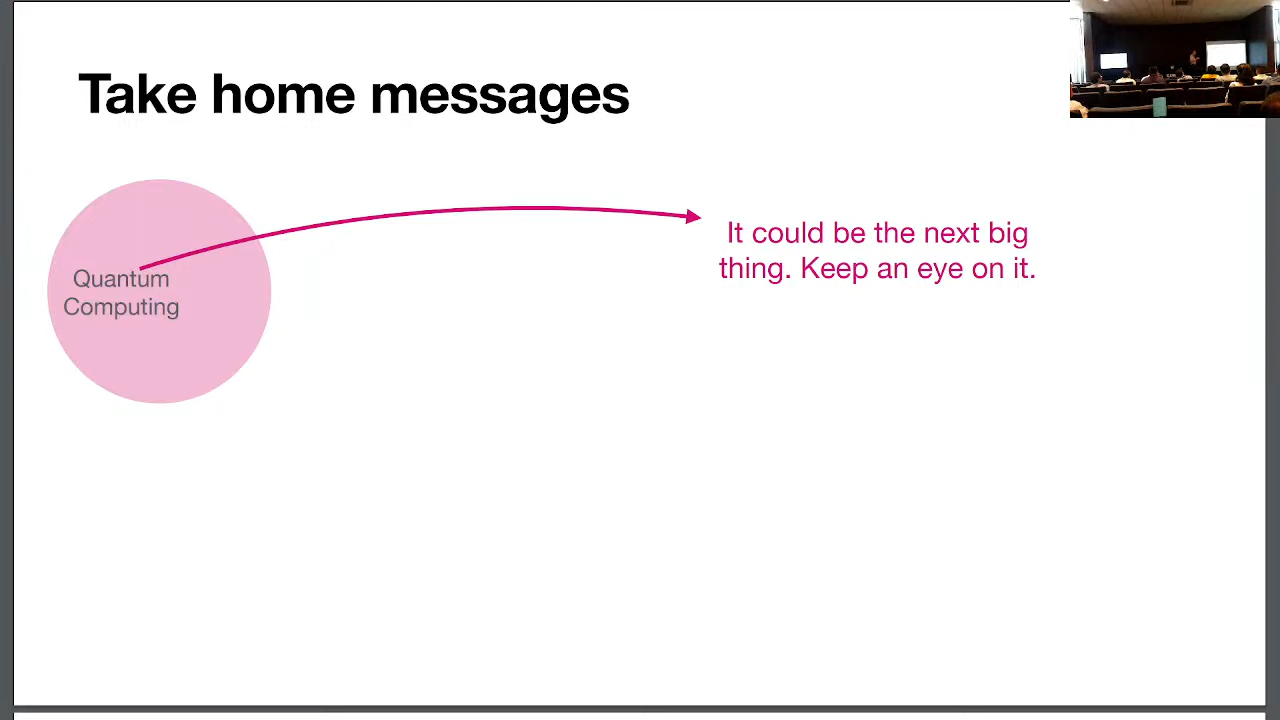 Take home messages
Quantum
Computing
It could be the next big
thing. Keep an eye on it.